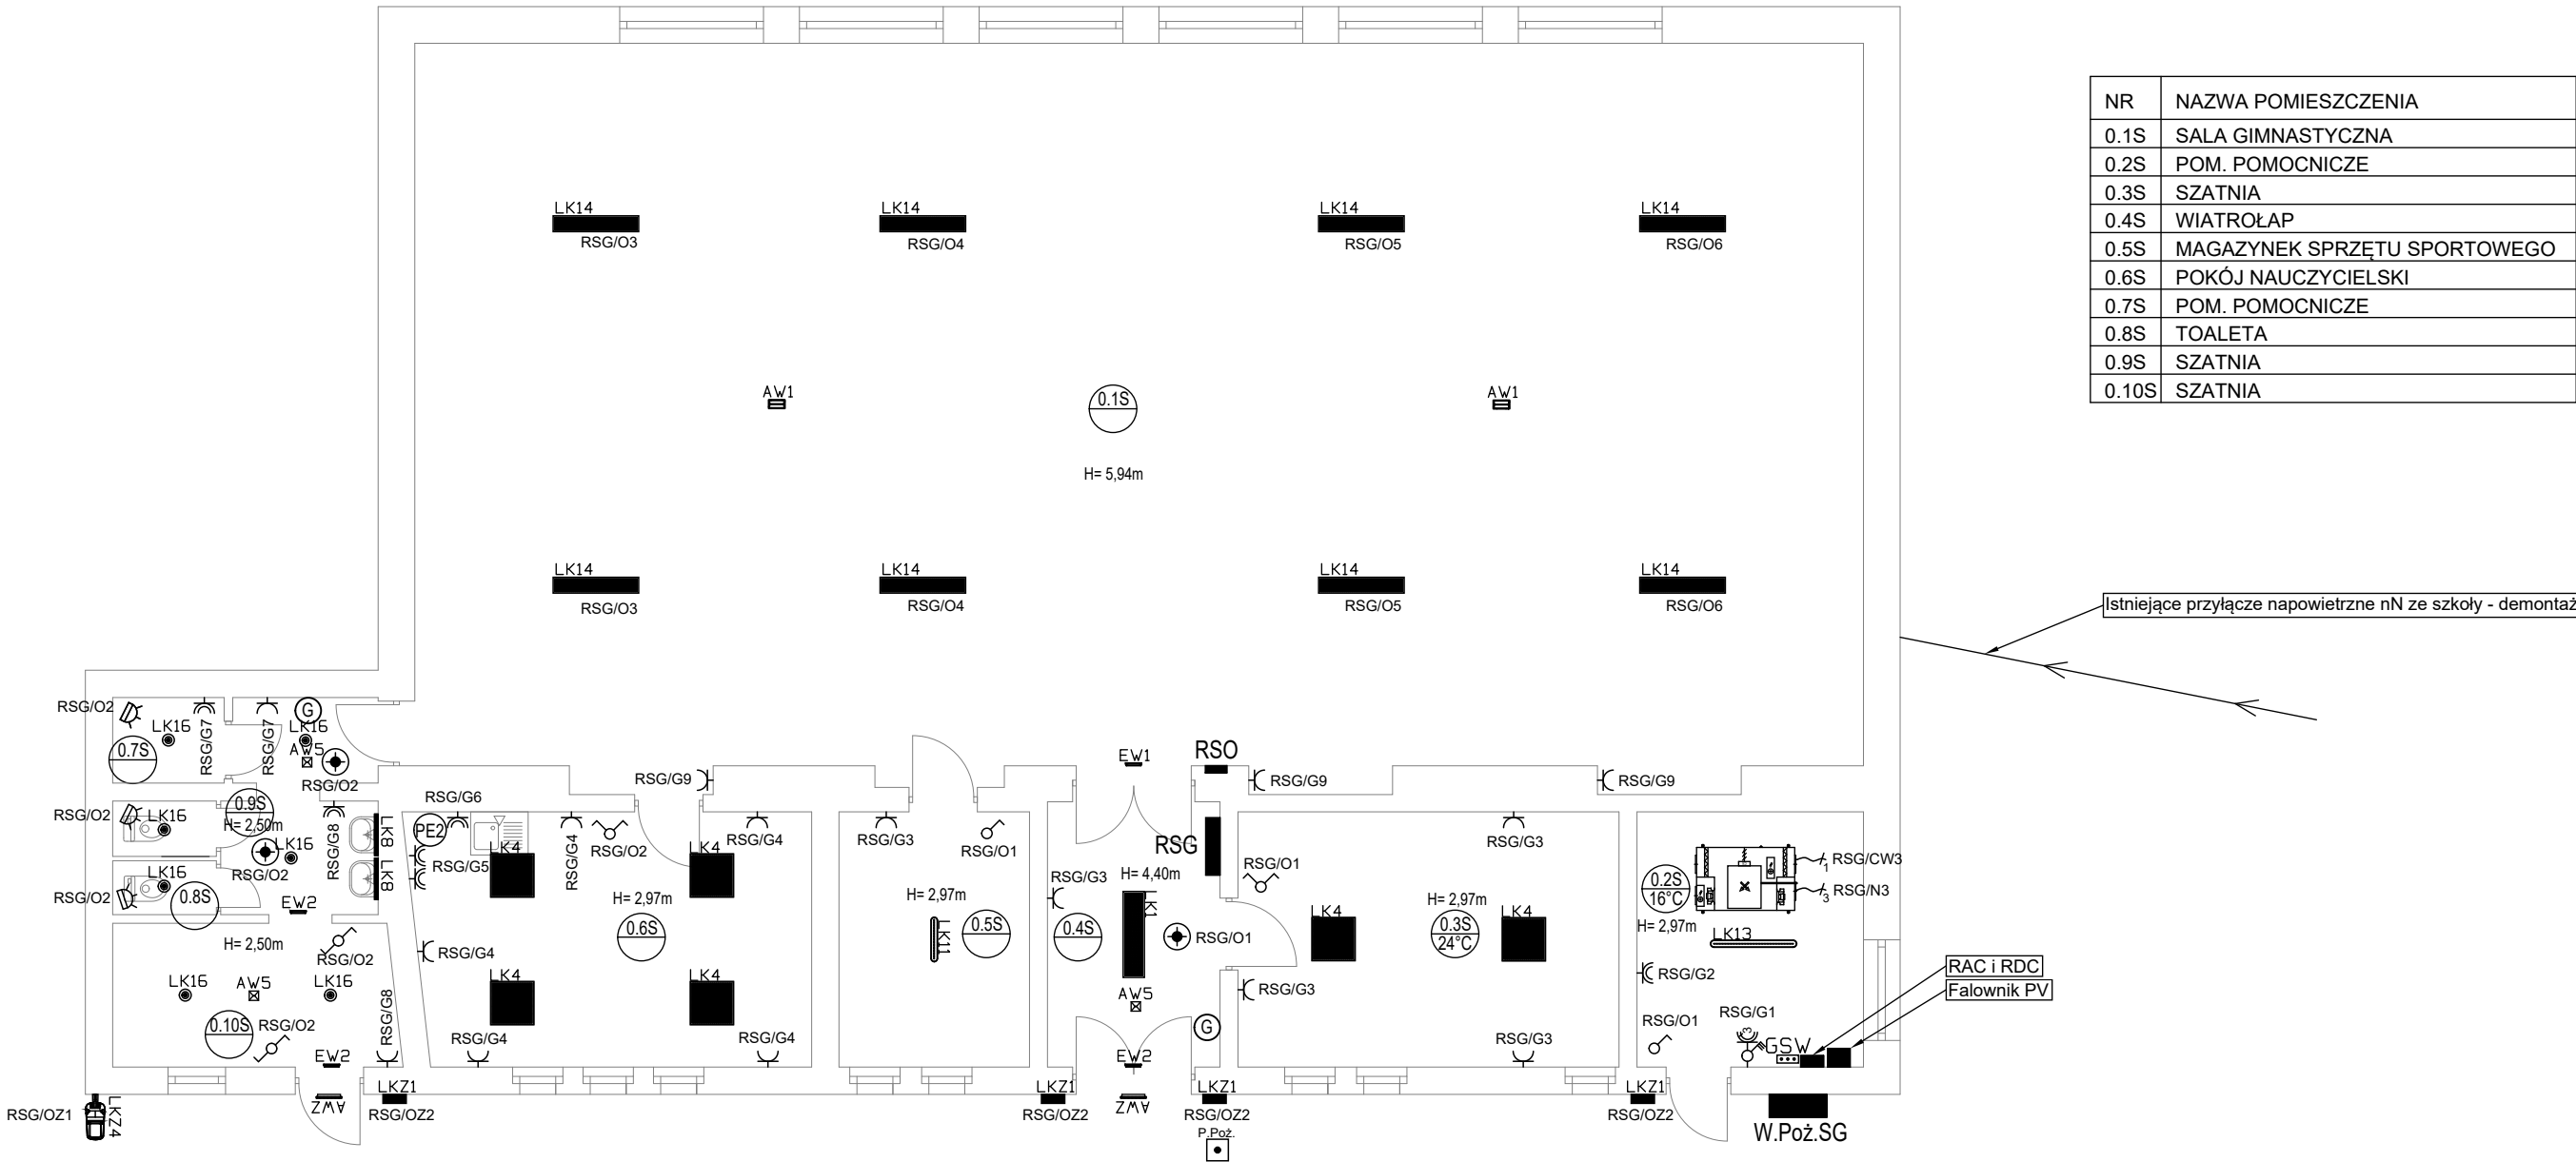 NR NAZWA POMIESZCZENIA
0.1S SALA GIMNASTYCZNA
0.2S POM. POMOCNICZE
0.3S SZATNIA
0.4S WIATROŁAP
0.5S MAGAZYNEK SPRZĘTU SPORTOWEGO
0.6S POKÓJ NAUCZYCIELSKI
0.7S POM. POMOCNICZE
0.8S TOALETA
0.9S SZATNIA
0.10S SZATNIA
LK14 LK14 LK14 LK14
RSG/O3 RSG/O4 RSG/O5 RSG/O6
AW1 0.1S AW1
H= 5,94m
LK14 LK14 LK14 LK14
RSG/O3 RSG/O4 RSG/O5 RSG/O6
Istniejące przyłącze napowietrzne nN ze szkoły - demontaż
RSG/O2 LK16 RSG/G7 RSG/G7 G LK16
0.7S AW5 RSG/O2
EW1 RSO
RSG/G9 RSG/G9 RSG/G9
RSG/O2 LK16 0.9S
H= 2,50m
RSG/G8 LK8
LK16 RSG/O2
RSG/O2 LK16 0.8S LK8
EW2
H= 2,50m
RSG/O2
LK16 AW5 LK16
0.10S RSG/O2 RSG/G8
EW2
AWZ
RSG/OZ1 LKZ4
LKZ1
RSG/OZ2
RSG/G6 PE2 RSG/G5 LK4 RSG/G4 RSG/O2 LK4 RSG/G4
H= 2,97m
0.6S
RSG/G4
LK4 LK4
RSG/G4 RSG/G4
RSG/G3 RSG/O1
H= 2,97m
LK11 0.5S
RSG
H= 4,40m
RSG/G3
0.4S LK1 RSG/O1
AW5
G
EW2
LKZ1 AWZ LKZ1
RSG/OZ2 RSG/OZ2
P.Poż.
RSG/G3
RSG/O1
H= 2,97m
LK4 0.3S LK4
24°C
RSG/G3
RSG/G3
0.2S
16°C
H= 2,97m
1 RSG/CW3
3 RSG/N3
LK13
RSG/G2
RAC i RDC
Falownik PV
RSG/G1
RSG/O1 3 GSW
LKZ1
RSG/OZ2
W.Poż.SG